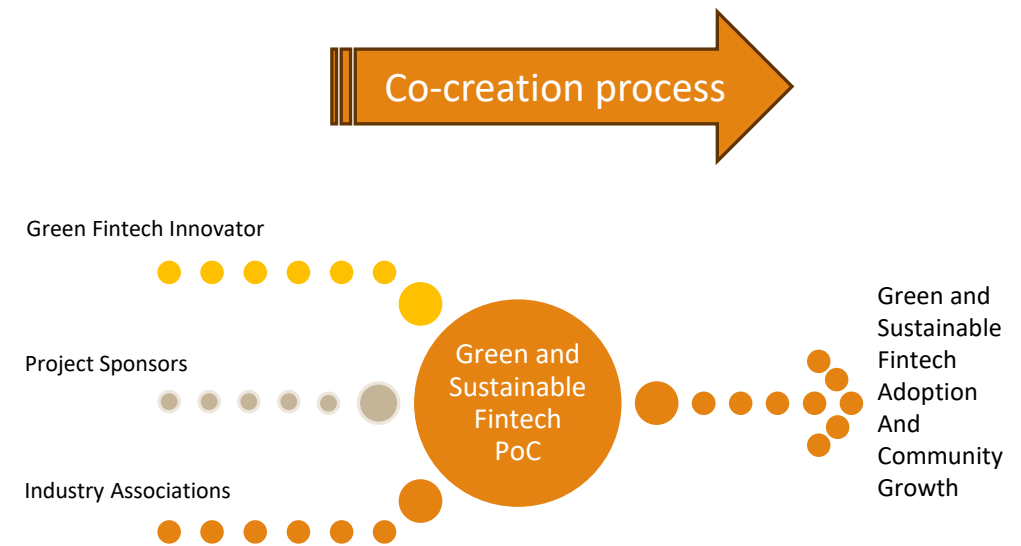 Co-creation process
Green Fintech Innovator
Project Sponsors
Industry Associations
Green and
Sustainable
Fintech
PoC
Green and
Sustainable
Fintech
Adoption
And
Community
Growth